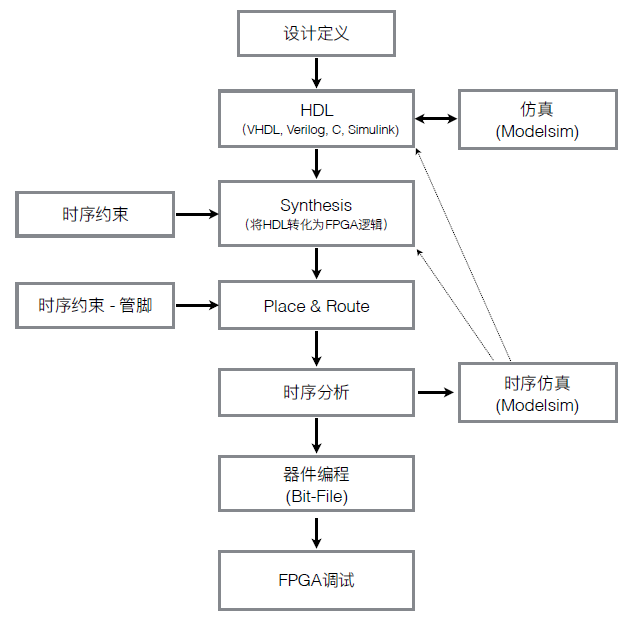 设计定义
HDL
（VHDL, Verilog, C, Simulink)
仿真
(Modelsim)
时序约束
Synthesis
（将HDL转化为FPGA逻辑）
时序约束 - 管脚
Place & Route
时序分析
时序仿真
(Modelsim)
器件编程
(Bit-File)
FPGA调试